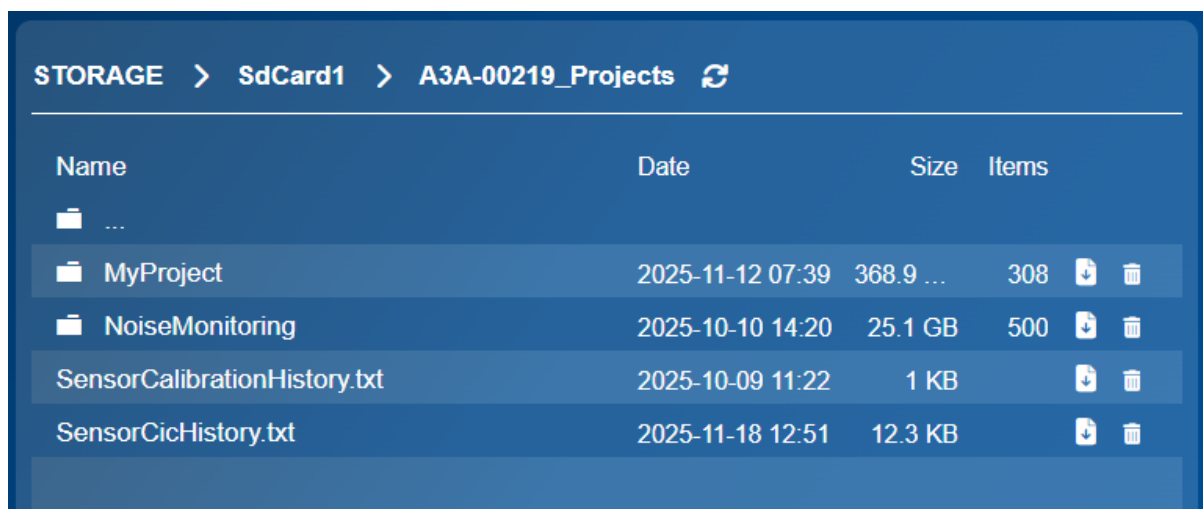 STORAGE > SdCard1 > A3A-00219_Projects
Name Date Size Items
...
MyProject 2025-11-12 07:39 368.9 ... 308
NoiseMonitoring 2025-10-10 14:20 25.1 GB 500
SensorCalibrationHistory.txt 2025-10-09 11:22 1 KB
SensorCicHistory.txt 2025-11-18 12:51 12.3 KB